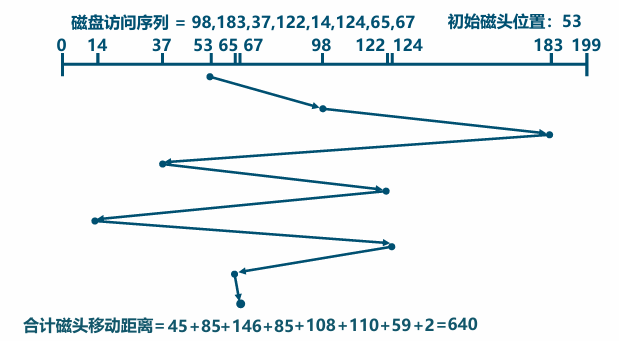 磁盘访问序列 = 98,183,37,122,14,124,65,67 初始磁头位置：53
0 14 37 53 65 67 98 122 124 183 199
合计磁头移动距离=45+85+146+85+108+110+59+2=640